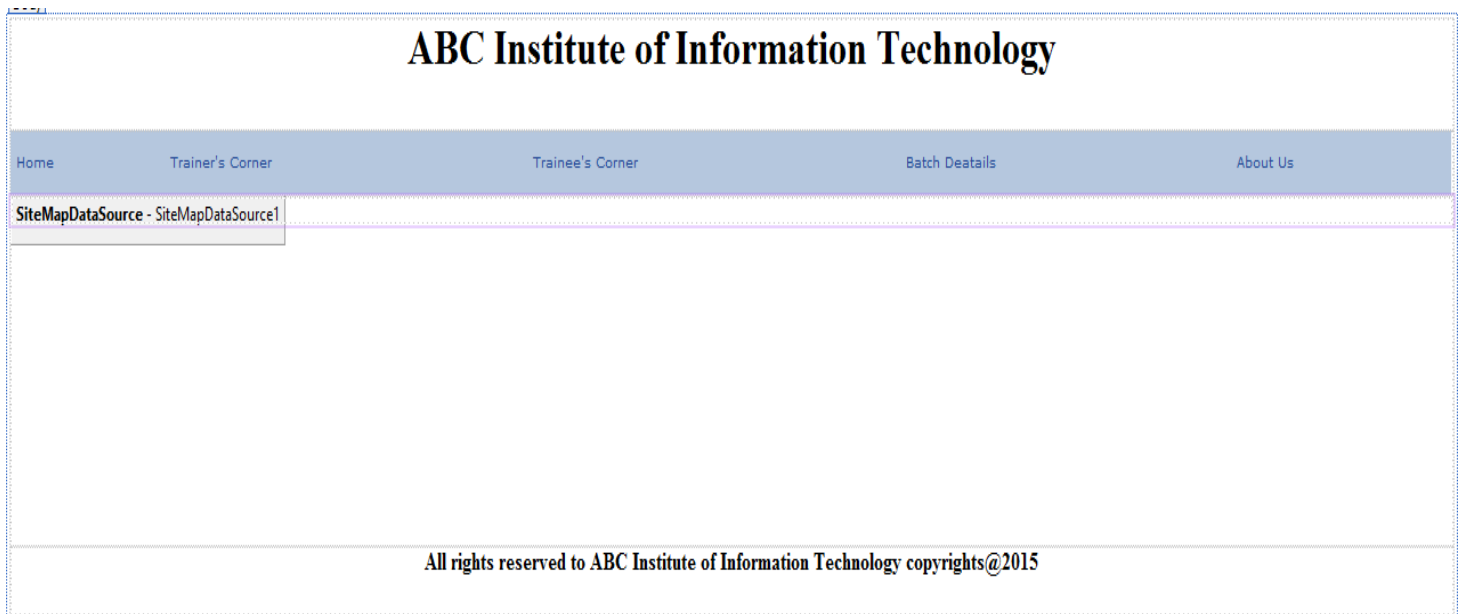 ABC Institute of Information Technology
Home Trainer's Corner Trainee's Corner Batch Deatails About Us
SiteMapDataSource - SiteMapDataSource1
All rights reserved to ABC Institute of Information Technology copyrights@2015